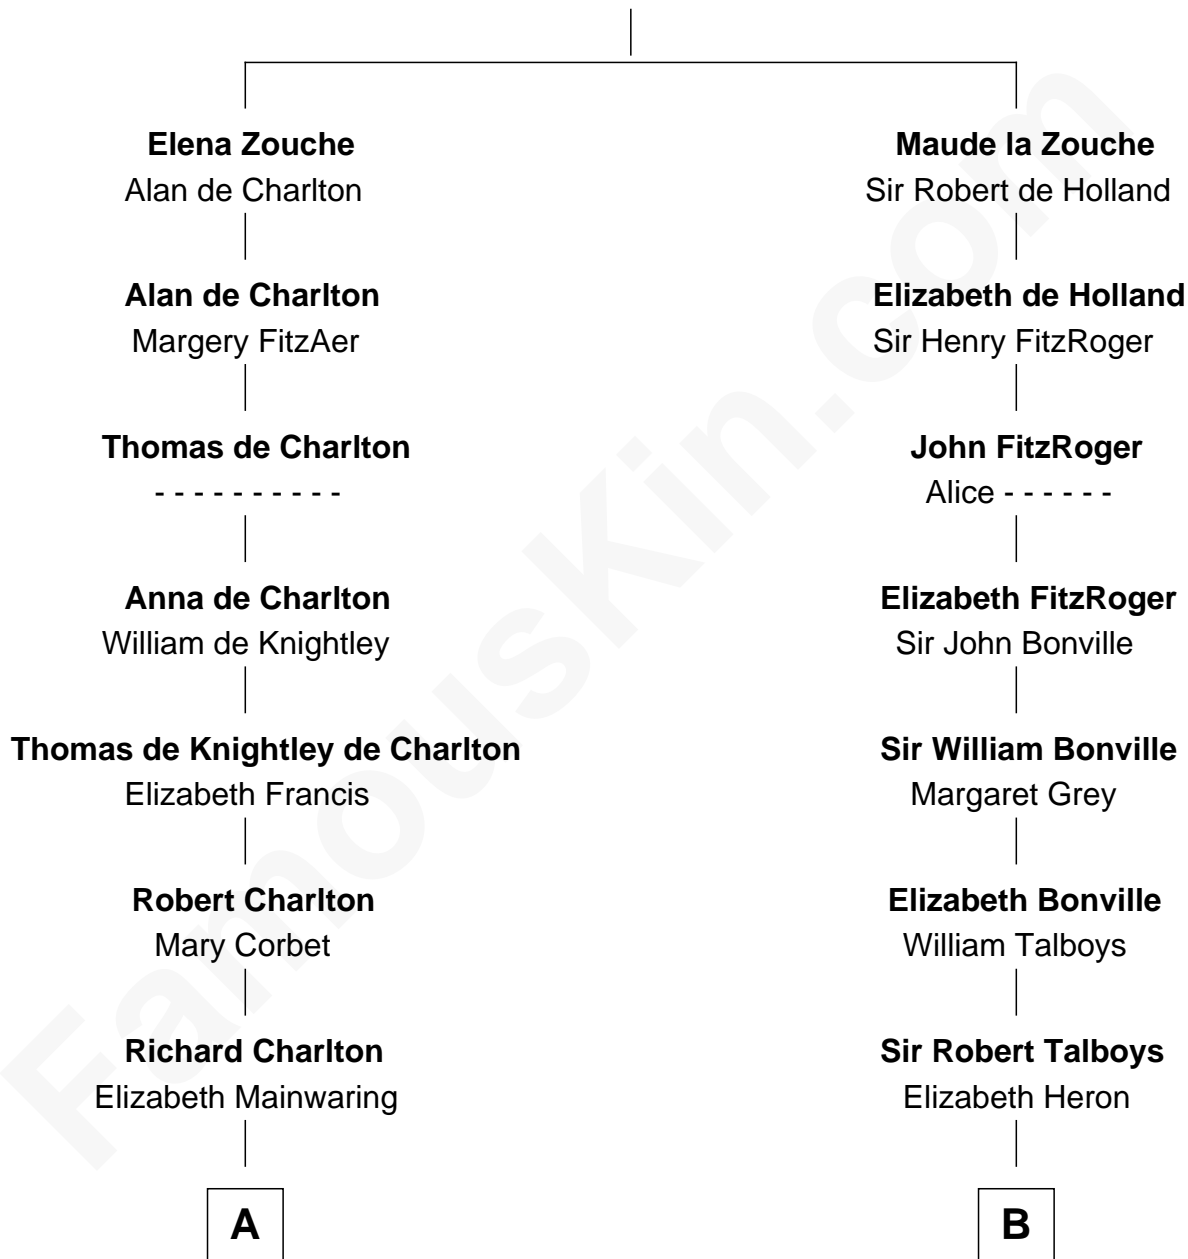 Elena Zouche
Alan de Charlton
Alan de Charlton
Margery FitzAer
Thomas de Charlton
- - - - - - - - - -
Anna de Charlton
William de Knightley
Thomas de Knightley de Charlton
Elizabeth Francis
Robert Charlton
Mary Corbet
Richard Charlton
Elizabeth Mainwaring
A
Maude la Zouche
Sir Robert de Holland
Elizabeth de Holland
Sir Henry FitzRoger
John FitzRoger
Alice - - - - - -
Elizabeth FitzRoger
Sir John Bonville
Sir William Bonville
Margaret Grey
Elizabeth Bonville
William Talboys
Sir Robert Talboys
Elizabeth Heron
B
FamousKin.com